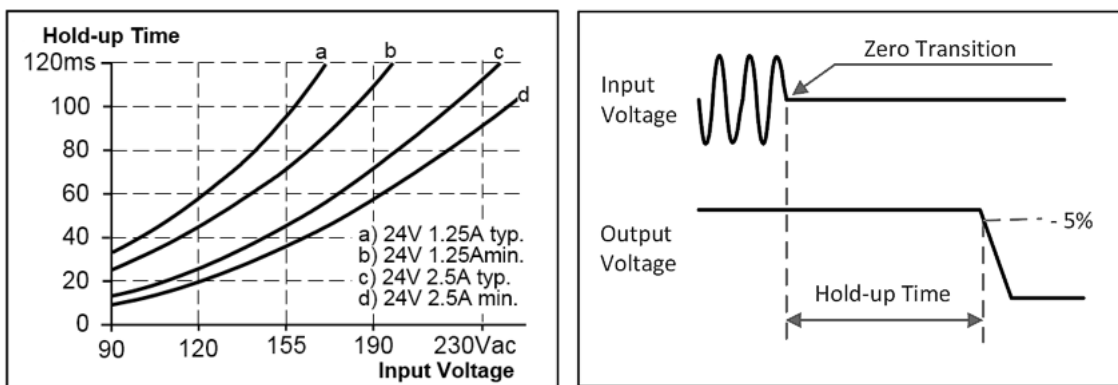 Hold-up Time
120ms
100
80
60
40
20
0
a
b
c
d
a) 24V 1.25A typ.
b) 24V 1.25Amin.
c) 24V 2.5A typ.
d) 24V 2.5A min.
90
120
155
190
230Vac
Input Voltage
Zero Transition
Input
Voltage
Output
Voltage
- 5%
Hold-up Time